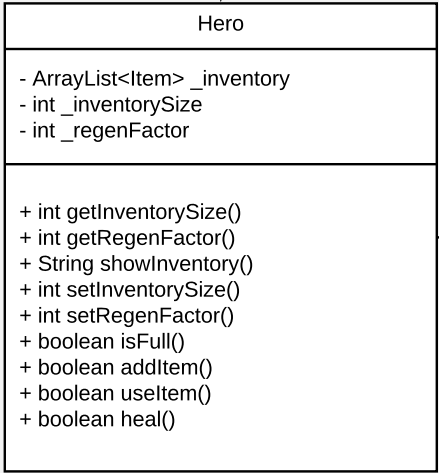 Hero
- ArrayList<Item> _inventory
- int _inventorySize
- int _regenFactor
+ int getInventorySize()
+ int getRegenFactor()
+ String showInventory()
+ int setInventorySize()
+ int setRegenFactor()
+ boolean isFull()
+ boolean addItem()
+ boolean useItem()
+ boolean heal()